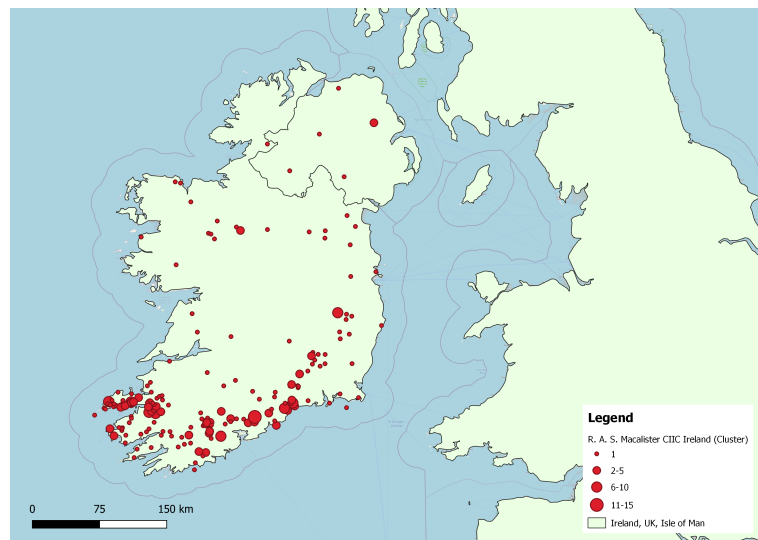 Legend
R. A. S. Macalister CIIC Ireland (Cluster)
1
2-5
6-10
11-15
Ireland, UK, Isle of Man
0 75 150 km